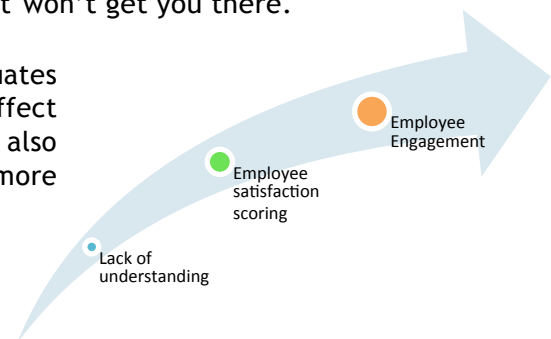 t won't get you there.
uates
ffect
also
more
Employee
Engagement
Employee
satisfaction
scoring
Lack of
understanding